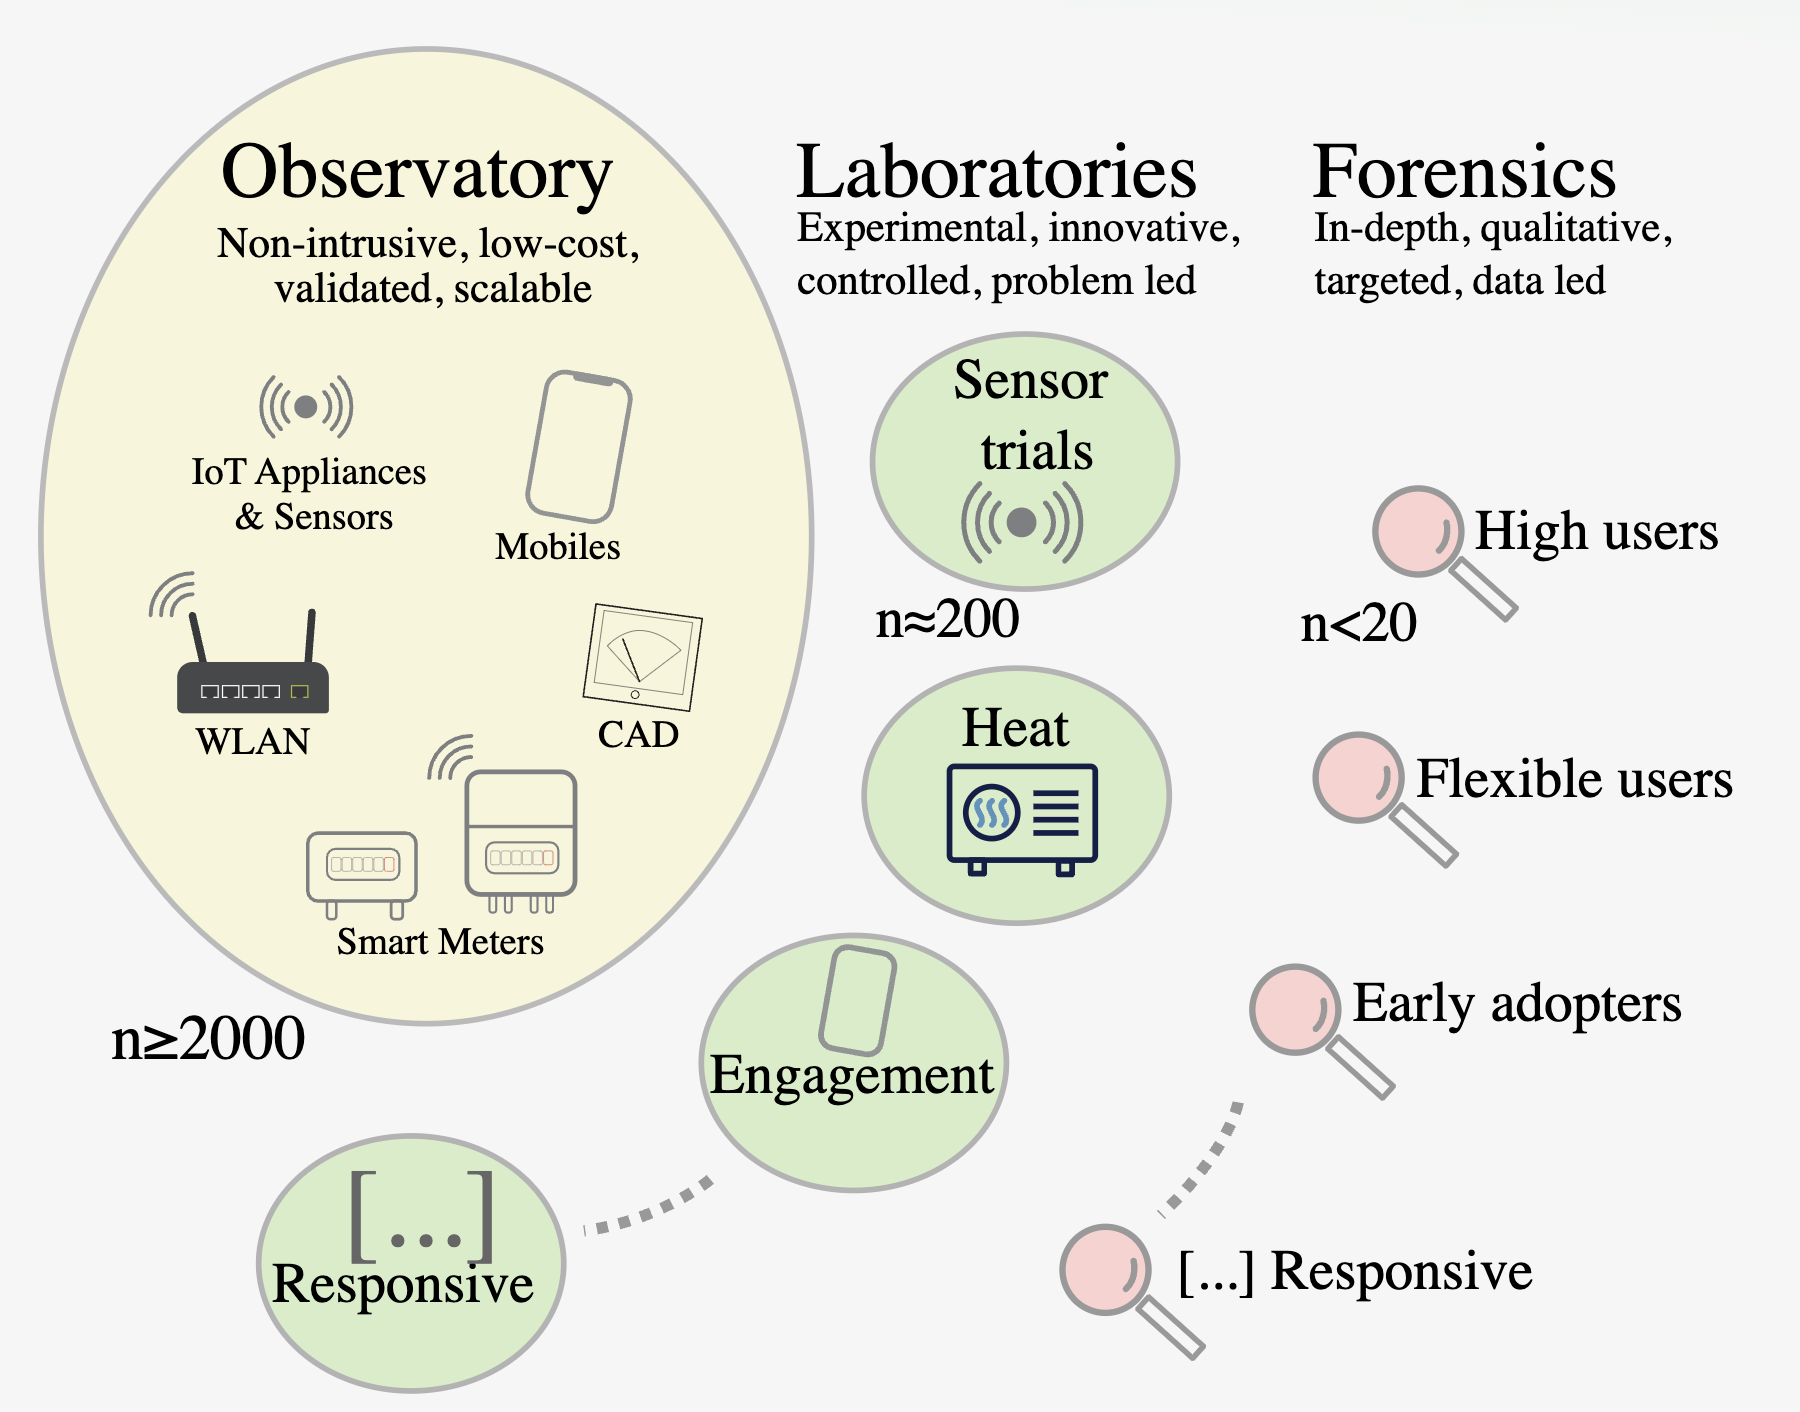 Observatory
Non-intrusive, low-cost,
validated, scalable
IoT Appliances
& Sensors
Mobiles
WLAN
CAD
Smart Meters
n≥2000
Laboratories
Experimental, innovative,
controlled, problem led
Sensor
trials
n≈200
Heat
Engagement
[...]
Responsive
Forensics
In-depth, qualitative,
targeted, data led
High users
n<20
Flexible users
Early adopters
[...] Responsive